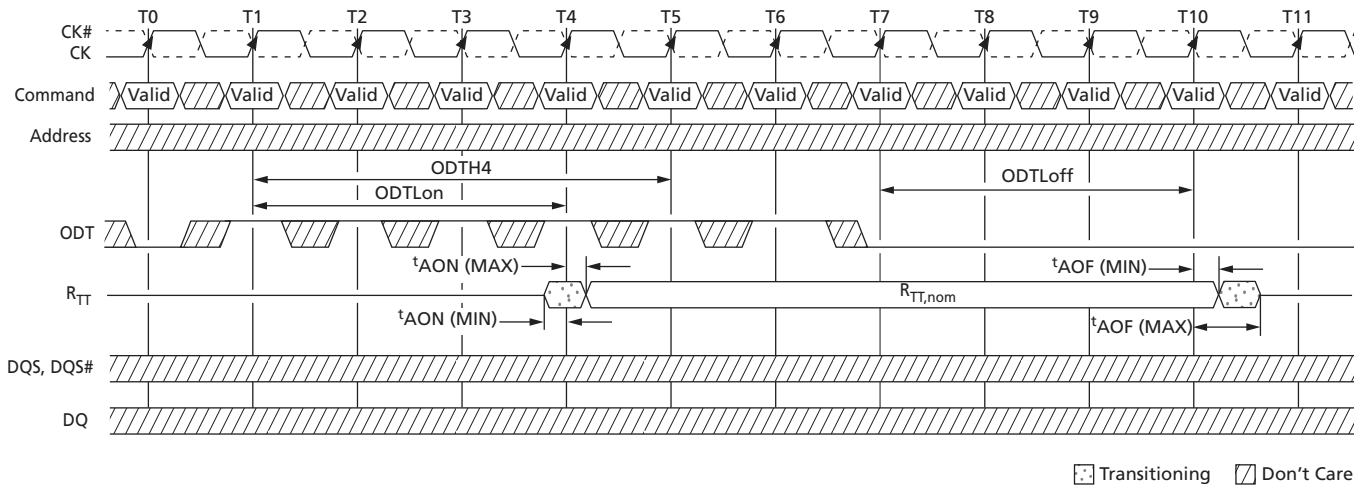 T0 T1 T2 T3 T4 T5 T6 T7 T8 T9 T10 T11
CK#
CK
Command Valid Valid Valid Valid Valid Valid Valid Valid Valid Valid Valid Valid
Address
ODTH4
ODTLoff
ODTLon
ODT
tAON (MAX) tAOF (MIN)
RTT RTT,nom
tAON (MIN) tAOF (MAX)
DQS, DQS#
DQ
Transitioning Don't Care